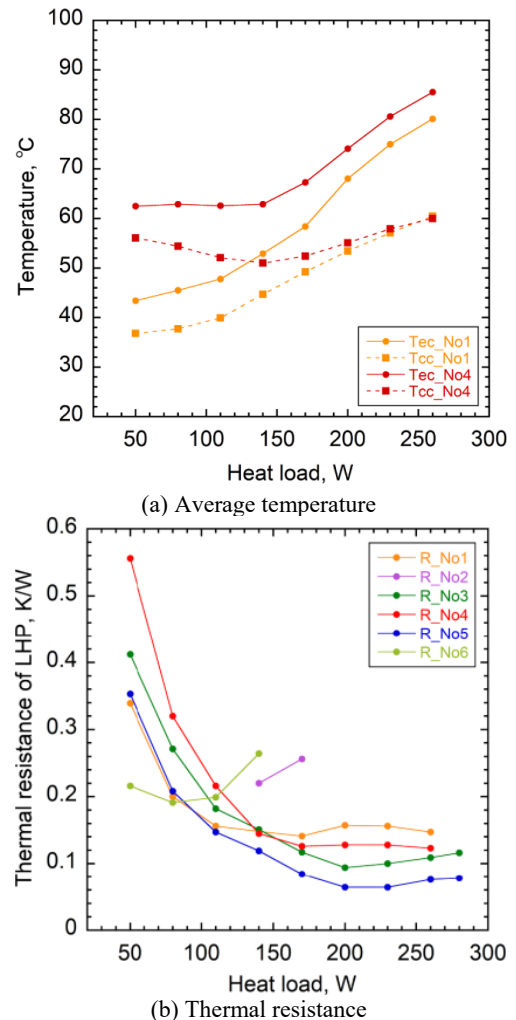 100
90
80
70
60
50
40
30
20
Temperature, ℃
Tec_No1
Tcc_No1
Tec_No4
Tcc_No4
50 100 150 200 250 300
Heat load, W
(a) Average temperature
0.6
0.5
0.4
0.3
0.2
0.1
0
Thermal resistance of LHP, K/W
R_No1
R_No2
R_No3
R_No4
R_No5
R_No6
50 100 150 200 250 300
Heat load, W
(b) Thermal resistance